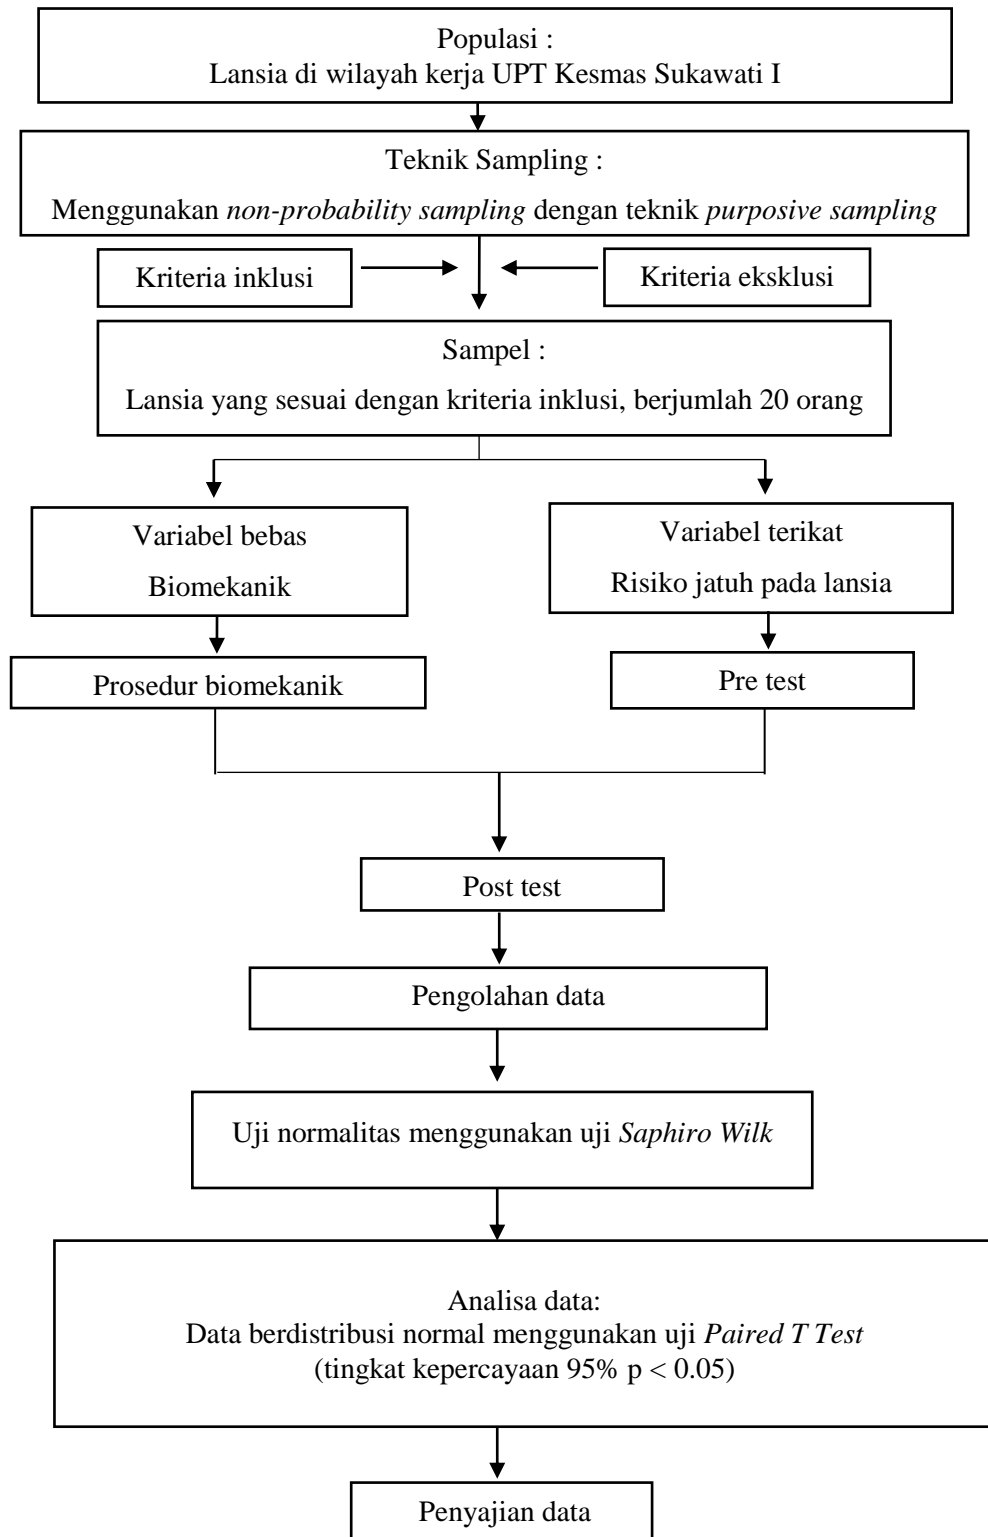 Populasi :
Lansia di wilayah kerja UPT Kesmas Sukawati I
Teknik Sampling :
Menggunakan non-probability sampling dengan teknik purposive sampling
Kriteria inklusi
Kriteria eksklusi
Sampel :
Lansia yang sesuai dengan kriteria inklusi, berjumlah 20 orang
Variabel bebas
Biomekanik
Variabel terikat
Risiko jatuh pada lansia
Prosedur biomekanik
Pre test
Post test
Pengolahan data
Uji normalitas menggunakan uji Saphiro Wilk
Analisa data:
Data berdistribusi normal menggunakan uji Paired T Test
(tingkat kepercayaan 95% p < 0.05)
Penyajian data